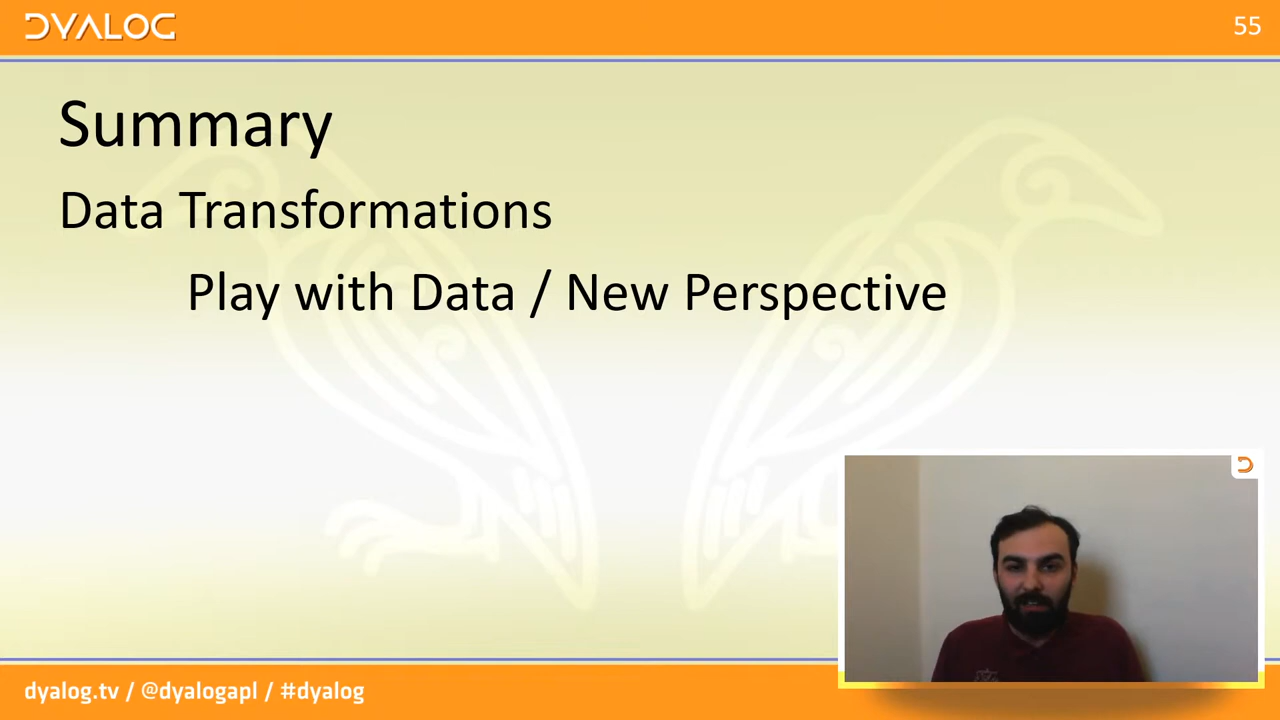 DYALOG
55
Summary
Data Transformations
Play with Data / New Perspective
dyalog.tv / @dyalogapl / #dyalog